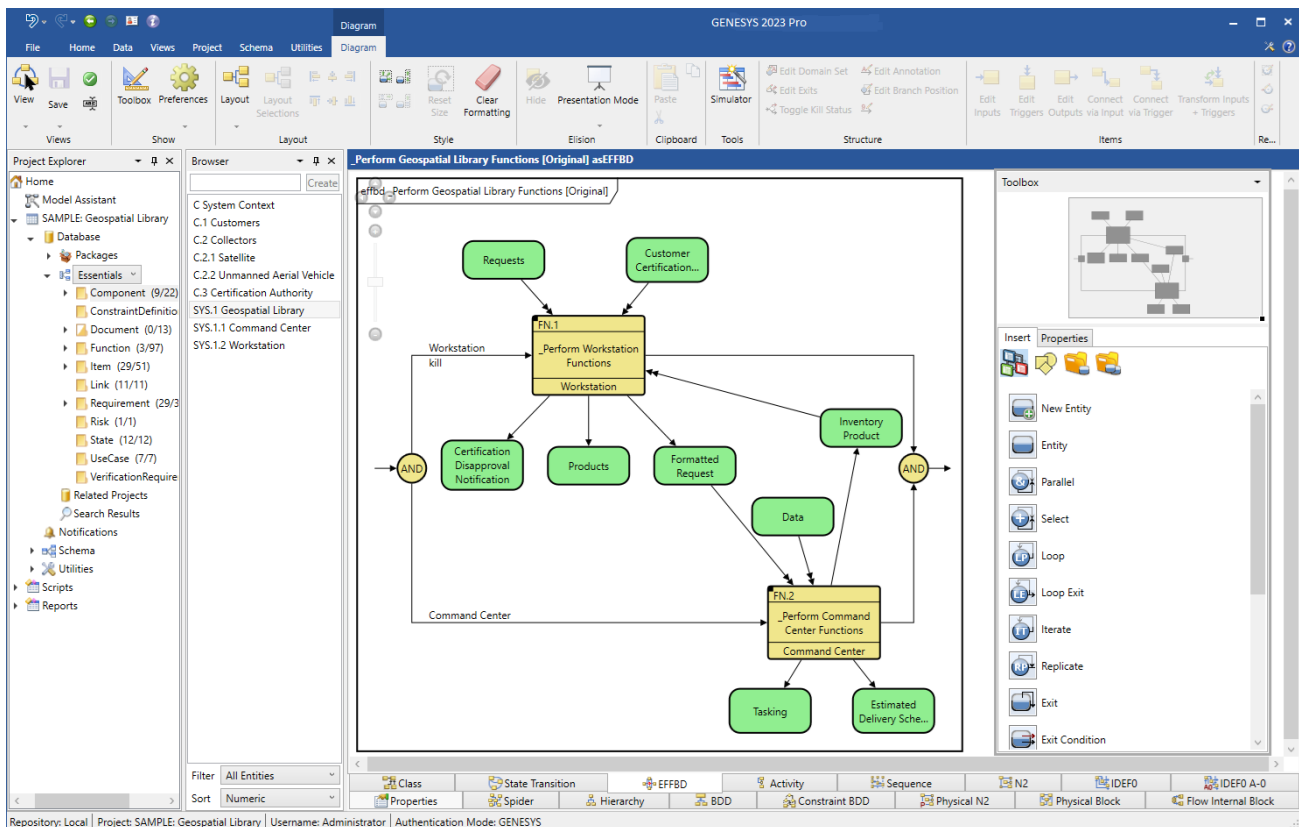 Diagram
GENESYS 2023 Pro
File Home Data Views Project Schema Utilities Diagram
View Save Toolbox Preferences Layout Layout Selections Reset Size Clear Formatting Hide Presentation Mode Paste Simulator
Edit Domain Set Edit Annotation
Edit Exits Edit Branch Position
Toggle Kill Status
Edit Inputs Edit Triggers Edit Outputs Connect via Input Connect via Trigger Transform Inputs + Triggers
Views Show Layout Style Elision Clipboard Tools Structure Items Re...
Project Explorer
Home
Model Assistant
SAMPLE: Geospatial Library
Database
Packages
Essentials
Component (9/22)
ConstraintDefinitio
Document (0/13)
Function (3/97)
Item (29/51)
Link (11/11)
Requirement (29/3
Risk (1/1)
State (12/12)
UseCase (7/7)
VerificationRequire
Related Projects
Search Results
Notifications
Schema
Utilities
Scripts
Reports
Browser
Create
C System Context
C.1 Customers
C.2 Collectors
C.2.1 Satellite
C.2.2 Unmanned Aerial Vehicle
C.3 Certification Authority
SYS.1 Geospatial Library
SYS.1.1 Command Center
SYS.1.2 Workstation
Filter All Entities
Sort Numeric
_Perform Geospatial Library Functions [Original] asEFFBD
effbd _Perform Geospatial Library Functions [Original]
Requests
Customer
Certification...
FN.1
_Perform Workstation
Functions
Workstation
Workstation
kill
Inventory
Product
Certification
Disapproval
Notification
Products
Formatted
Request
AND
AND
Data
FN.2
_Perform Command
Center Functions
Command Center
Command Center
Tasking
Estimated
Delivery Sche...
Toolbox
Insert Properties
New Entity
Entity
Parallel
Select
Loop
Loop Exit
Iterate
Replicate
Exit
Exit Condition
Class State Transition EFFBD Activity Sequence N2 IDEF0 IDEF0 A-0
Properties Spider Hierarchy BDD Constraint BDD Physical N2 Physical Block Flow Internal Block
Repository: Local Project: SAMPLE: Geospatial Library Username: Administrator Authentication Mode: GENESYS